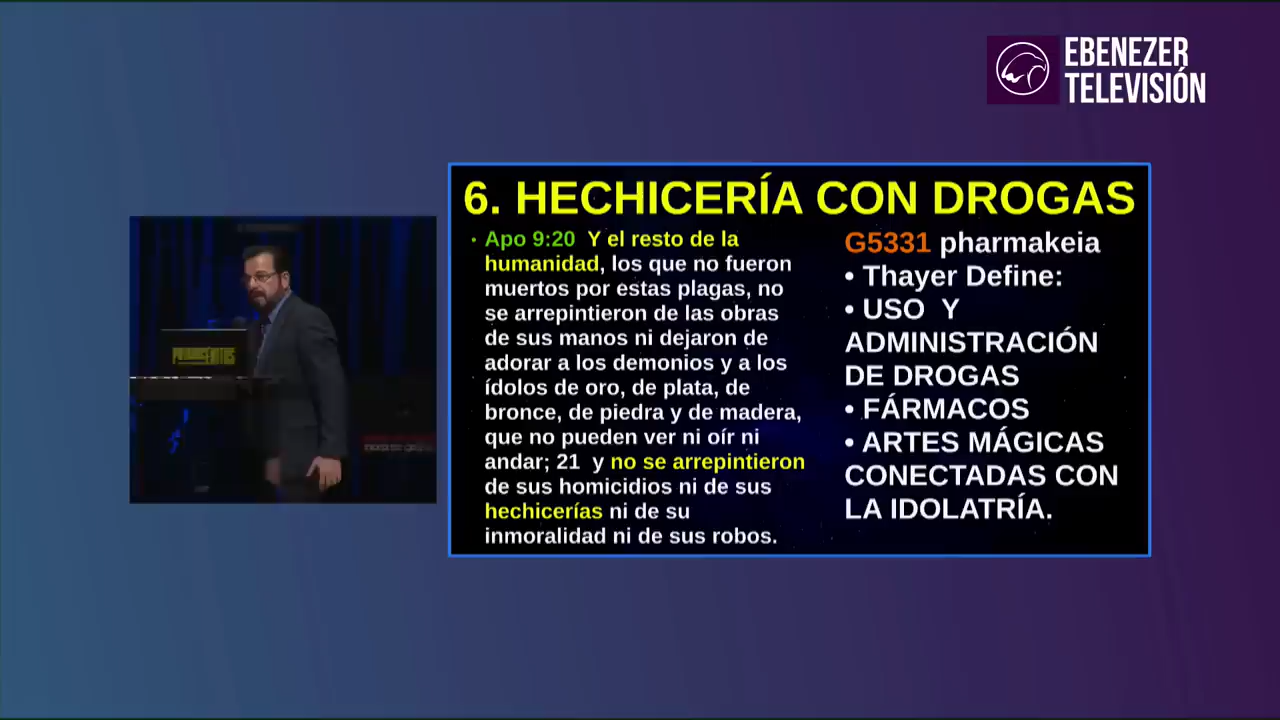 EBENEZER
TELEVISIÓN
6. HECHICERÍA CON DROGAS
· Apo 9:20 Y el resto de la
humanidad, los que no fueron
muertos por estas plagas, no
se arrepintieron de las obras
de sus manos ni dejaron de
adorar a los demonios y a los
ídolos de oro, de plata, de
bronce, de piedra y de madera,
que no pueden ver ni oír ni
andar; 21 y no se arrepintieron
de sus homicidios ni de sus
hechicerías ni de su
inmoralidad ni de sus robos.
G5331 pharmakeia
• Thayer Define:
• USO Y
ADMINISTRACIÓN
DE DROGAS
• FÁRMACOS
• ARTES MÁGICAS
CONECTADAS CON
LA IDOLATRÍA.